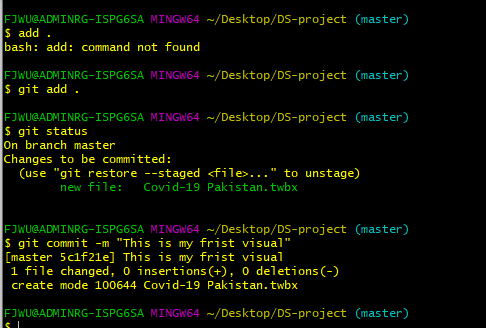 FJWU@ADMINRG-ISPG6SA MINGW64 ~/Desktop/DS-project (master)
$ add .
bash: add: command not found
FJWU@ADMINRG-ISPG6SA MINGW64 ~/Desktop/DS-project (master)
$ git add .
FJWU@ADMINRG-ISPG6SA MINGW64 ~/Desktop/DS-project (master)
$ git status
On branch master
Changes to be committed:
  (use "git restore --staged <file>..." to unstage)
        new file:   Covid-19 Pakistan.twbx
FJWU@ADMINRG-ISPG6SA MINGW64 ~/Desktop/DS-project (master)
$ git commit -m "This is my frist visual"
[master 5c1f21e] This is my frist visual
 1 file changed, 0 insertions(+), 0 deletions(-)
 create mode 100644 Covid-19 Pakistan.twbx
FJWU@ADMINRG-ISPG6SA MINGW64 ~/Desktop/DS-project (master)
$